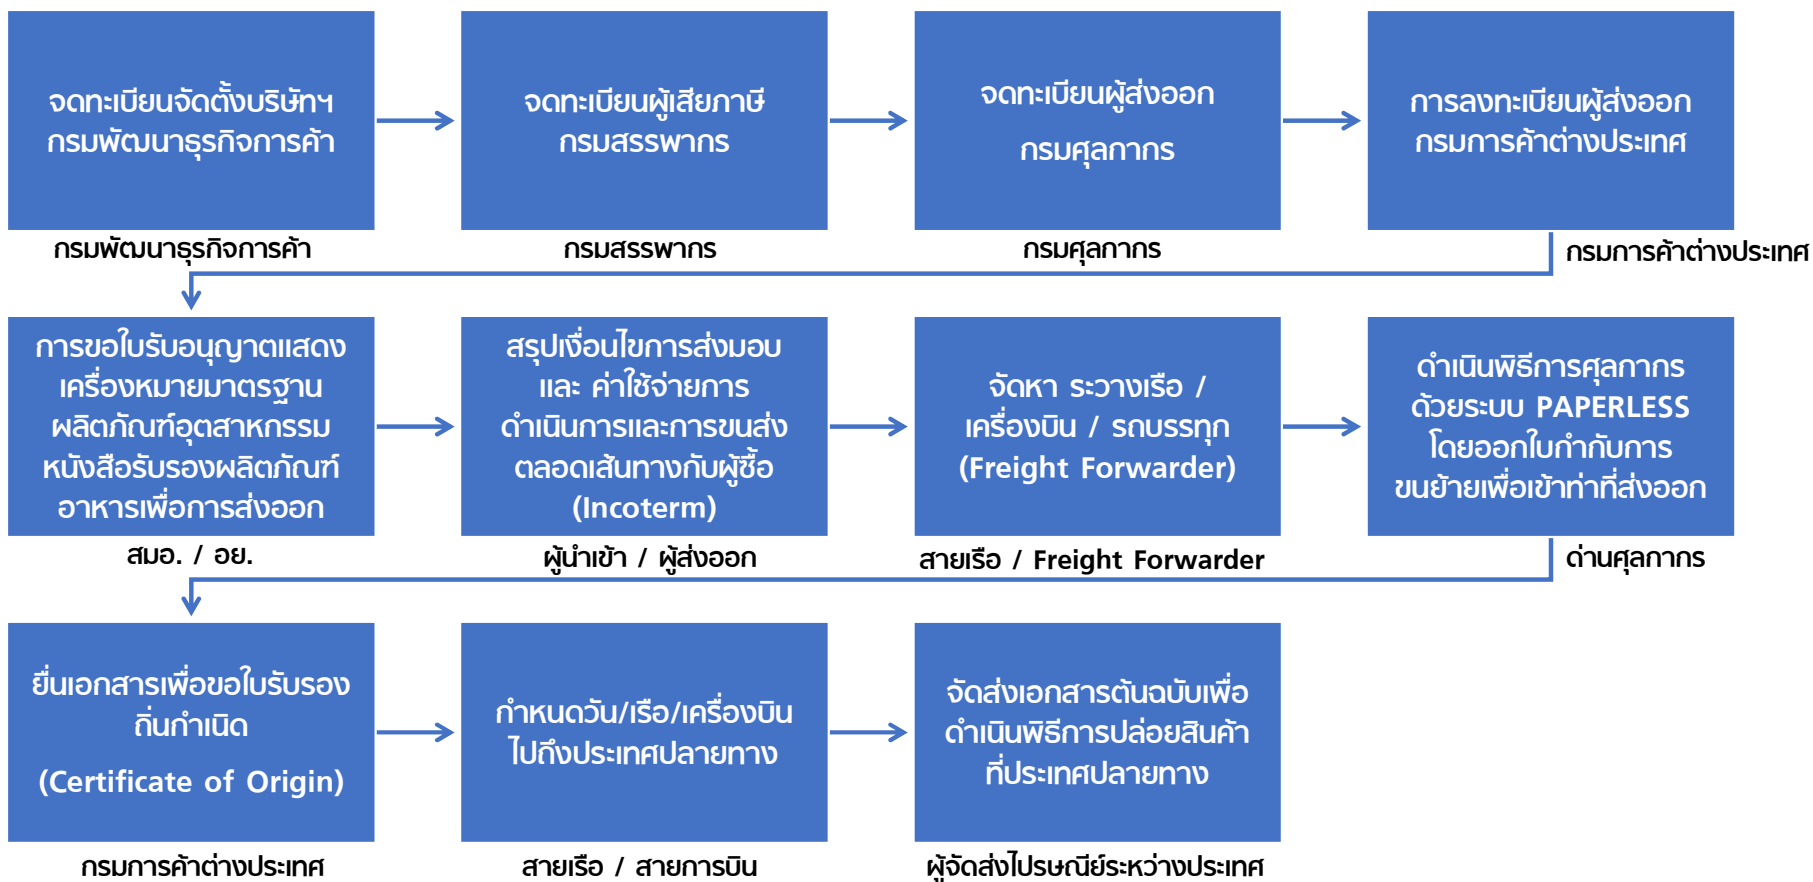 จดทะเบียนจัดตั้งบริษัทฯ
กรมพัฒนาธุรกิจการค้า
กรมพัฒนาธุรกิจการค้า
จดทะเบียนผู้เสียภาษี
กรมสรรพากร
กรมสรรพากร
จดทะเบียนผู้ส่งออก
กรมศุลกากร
กรมศุลกากร
การลงทะเบียนผู้ส่งออก
กรมการค้าต่างประเทศ
กรมการค้าต่างประเทศ
การขอใบรับอนุญาตแสดง
เครื่องหมายมาตรฐาน
ผลิตภัณฑ์อุตสาหกรรม
หนังสือรับรองผลิตภัณฑ์
อาหารเพื่อการส่งออก
สมอ. / อย.
สรุปเงื่อนไขการส่งมอบ
และ ค่าใช้จ่ายการ
ดำเนินการและการขนส่ง
ตลอดเส้นทางกับผู้ซื้อ
(Incoterm)
ผู้นำเข้า / ผู้ส่งออก
จัดหา ระวางเรือ /
เครื่องบิน / รถบรรทุก
(Freight Forwarder)
สายเรือ / Freight Forwarder
ดำเนินพิธีการศุลกากร
ด้วยระบบ PAPERLESS
โดยออกใบกำกับการ
ขนย้ายเพื่อเข้าท่าที่ส่งออก
ด่านศุลกากร
ยื่นเอกสารเพื่อขอใบรับรอง
ถิ่นกำเนิด
(Certificate of Origin)
กรมการค้าต่างประเทศ
กำหนดวัน/เรือ/เครื่องบิน
ไปถึงประเทศปลายทาง
สายเรือ / สายการบิน
จัดส่งเอกสารต้นฉบับเพื่อ
ดำเนินพิธีการปล่อยสินค้า
ที่ประเทศปลายทาง
ผู้จัดส่งไปรษณีย์ระหว่างประเทศ